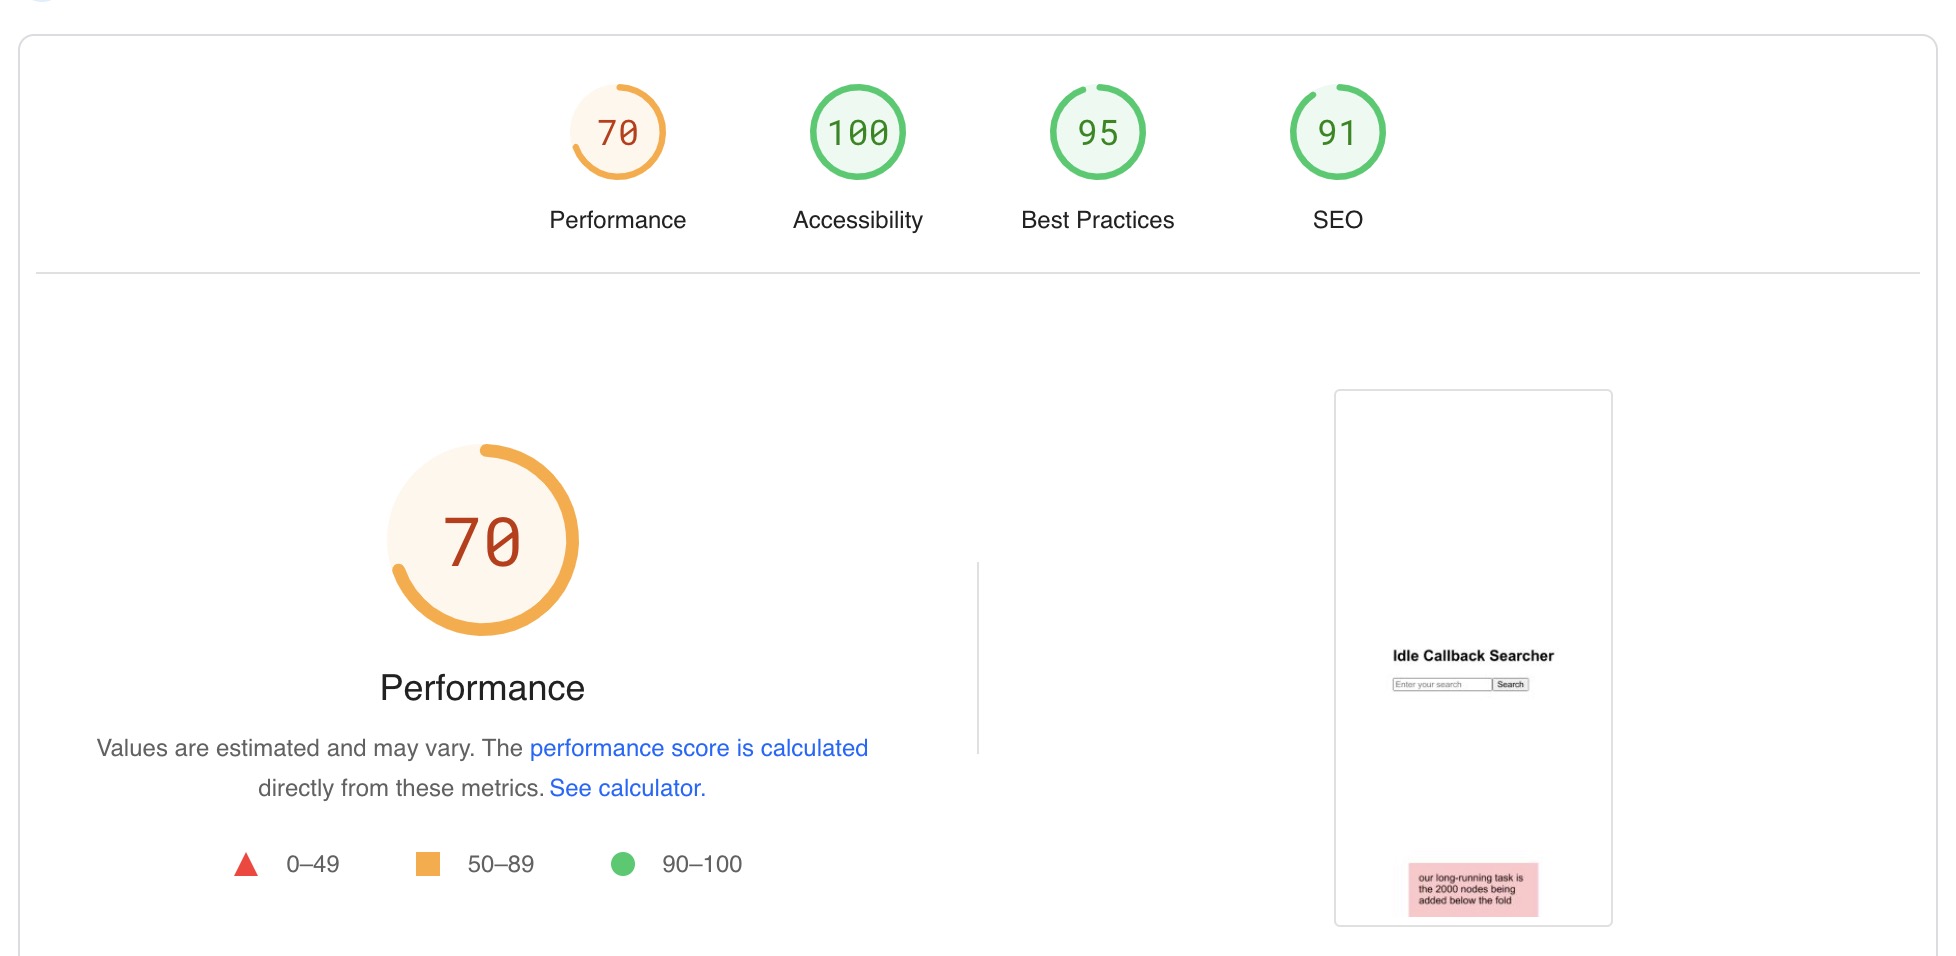 70
100
95
91
Performance
Accessibility
Best Practices
SEO
70
Performance
Values are estimated and may vary. The performance score is calculated
directly from these metrics. See calculator.
0–49
50–89
90–100
Idle Callback Searcher
Enter your search
Search
our long-running task is
the 2000 nodes being
added below the fold